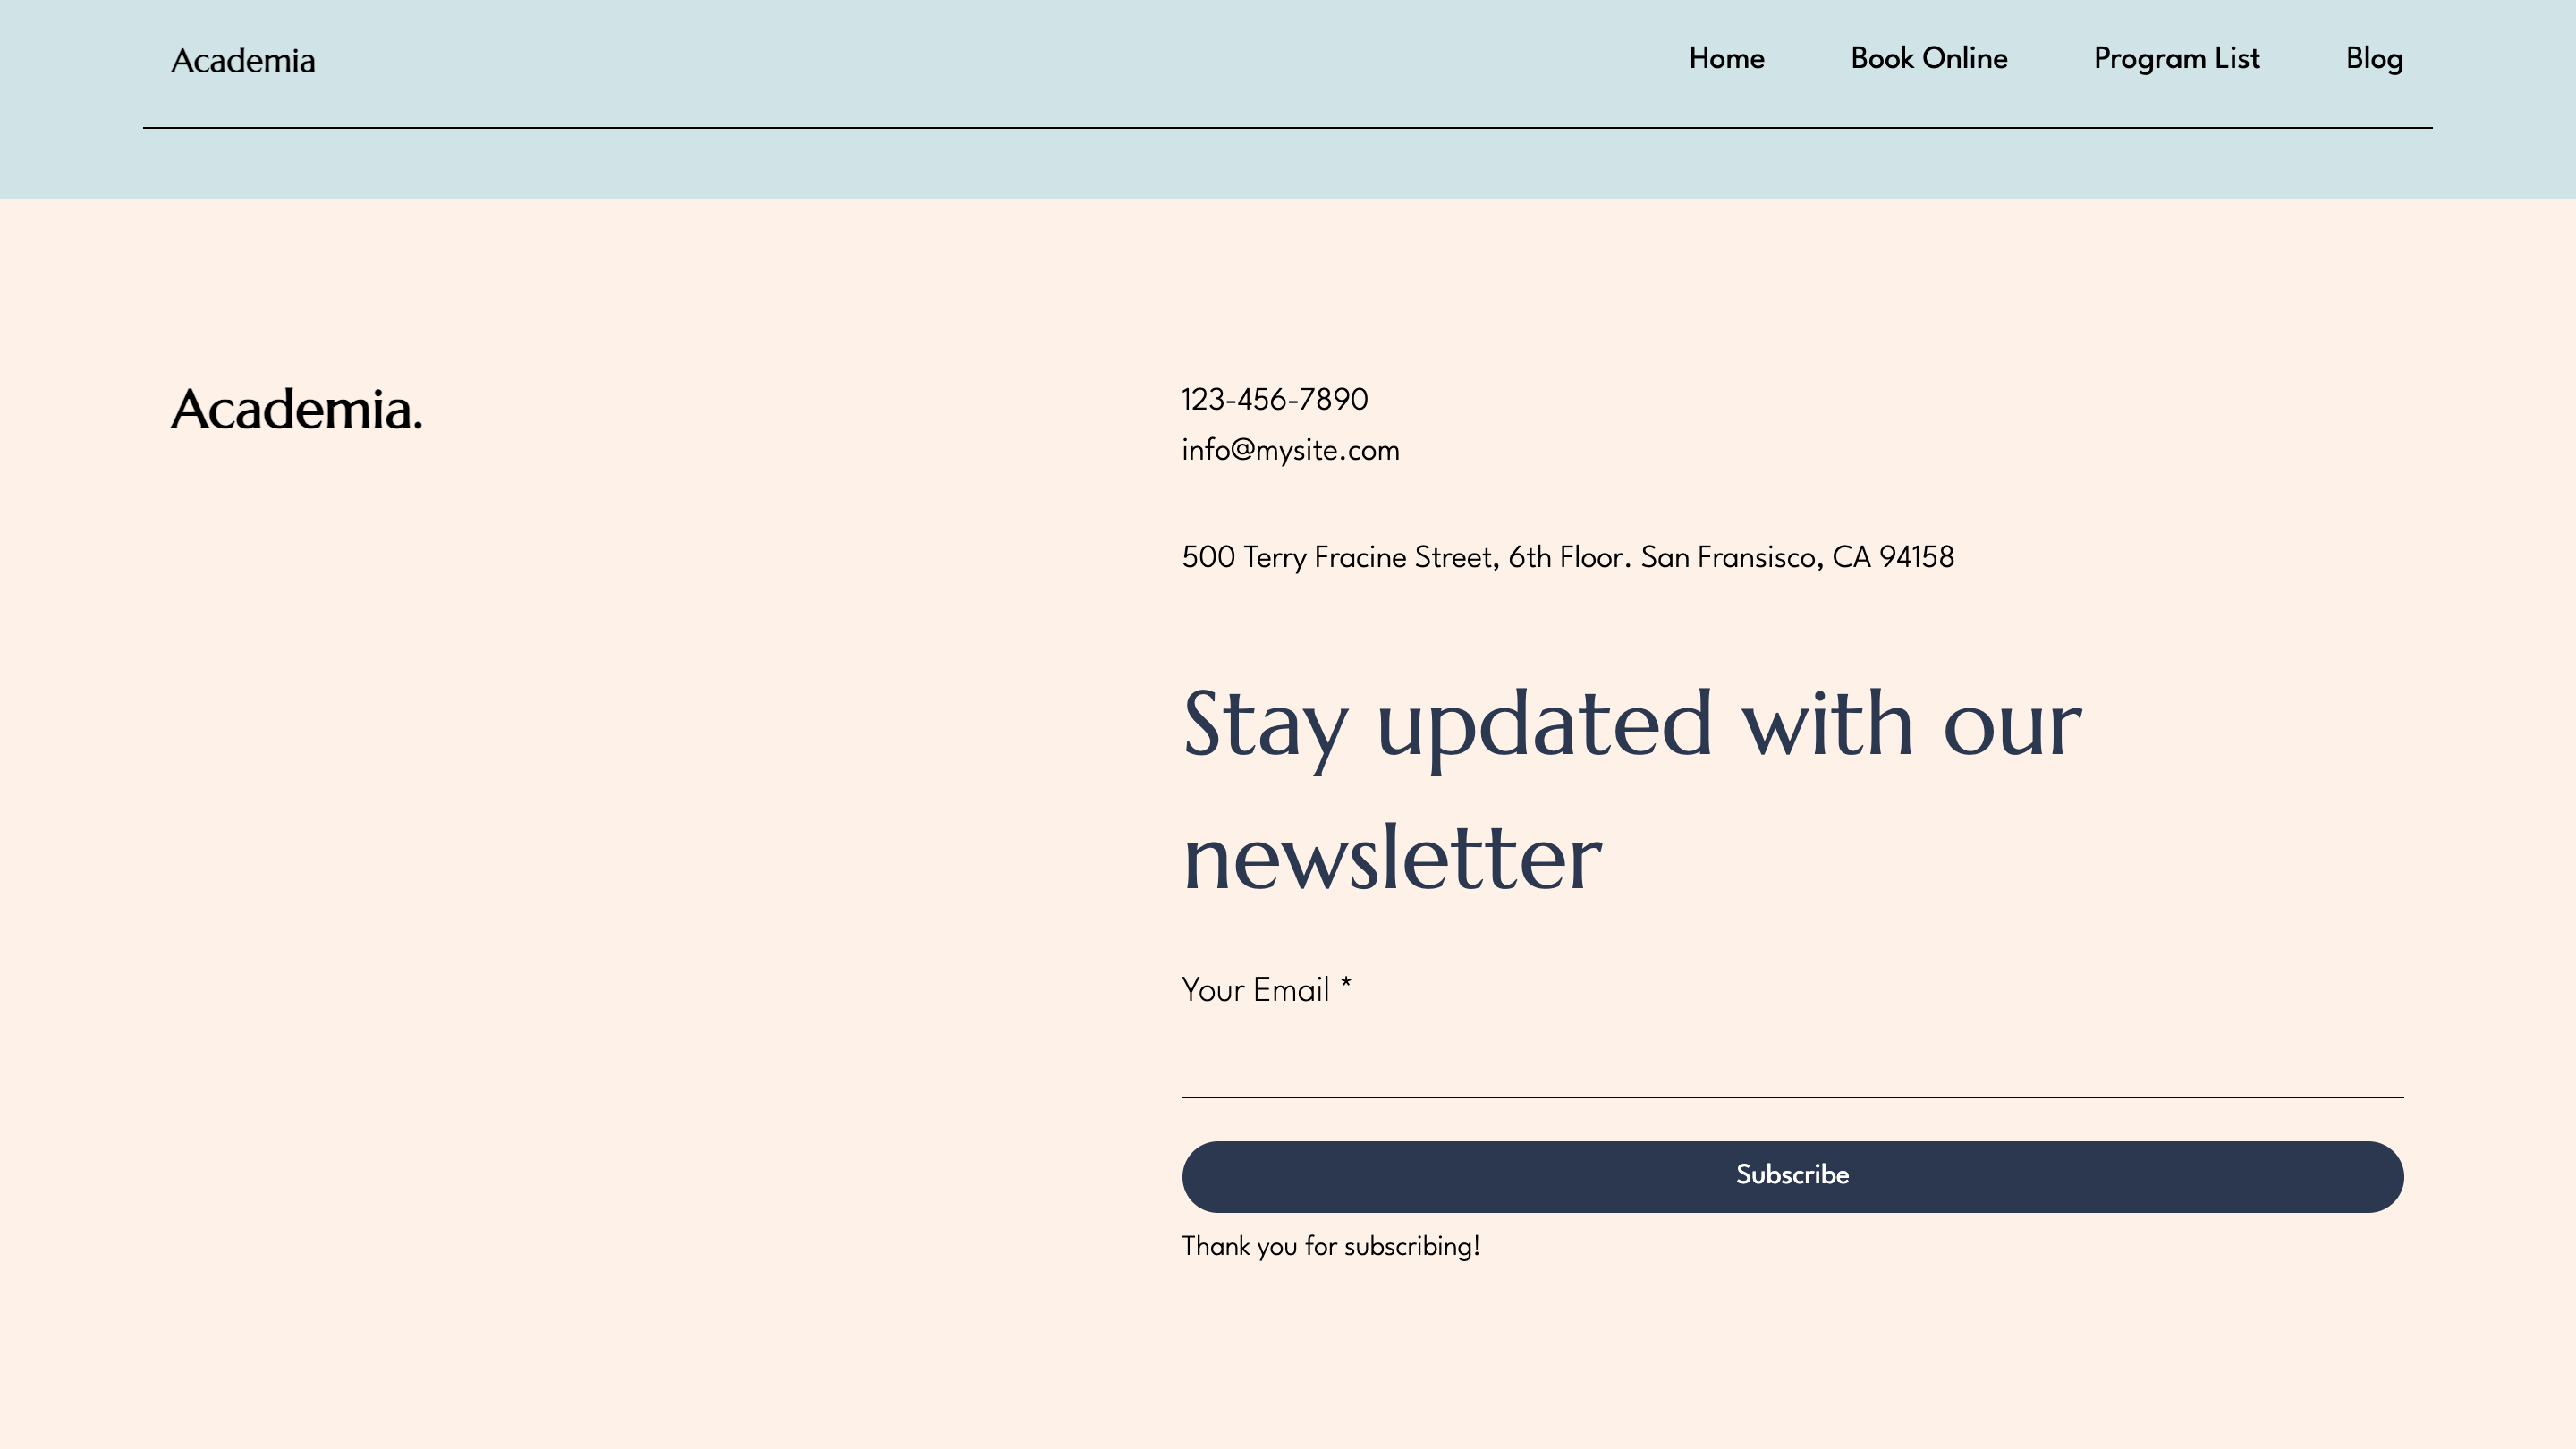 Academia
Home Book Online Program List Blog
Academia.
123-456-7890
info@mysite.com
500 Terry Fracine Street, 6th Floor. San Fransisco, CA 94158
Stay updated with our
newsletter
Your Email *
Subscribe
Thank you for subscribing!